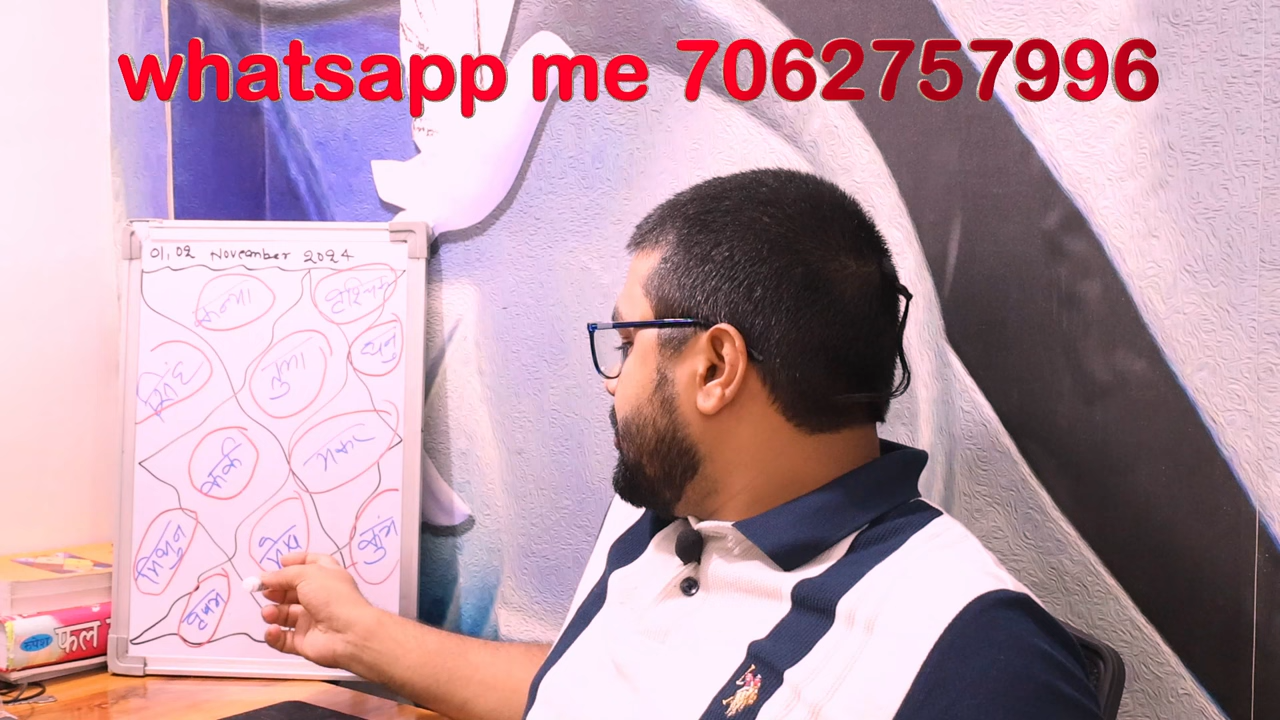 whatsapp me 7062757996
01, 02 November 2024
कन्या
वृश्चिक
सिंह
तुला
धनु
कर्क
मकर
मिथुन
मेष
कुंभ
वृषभ
रुपेश
फल